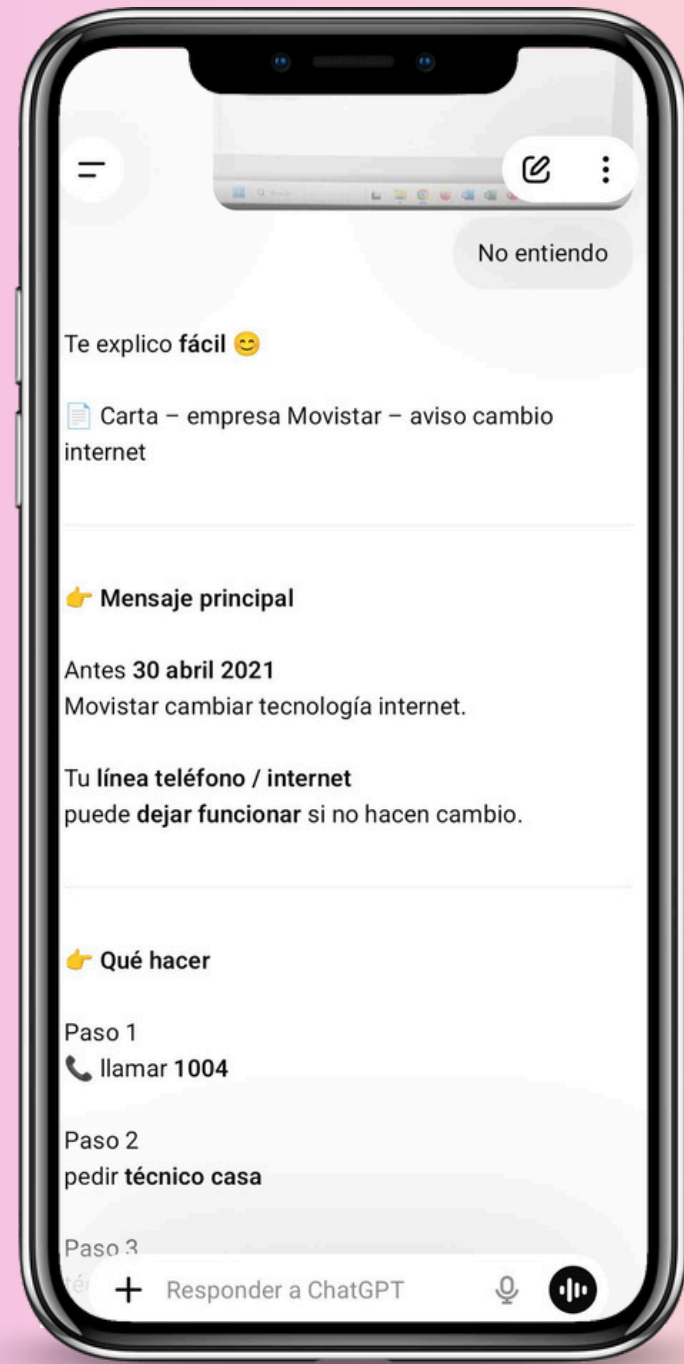 No entiendo
Te explico fácil 😊
📄 Carta – empresa Movistar – aviso cambio
internet
👉 Mensaje principal
Antes 30 abril 2021
Movistar cambiar tecnología internet.
Tu línea teléfono / internet
puede dejar funcionar si no hacen cambio.
👉 Qué hacer
Paso 1
📞 llamar 1004
Paso 2
pedir técnico casa
Paso 3
Responder a ChatGPT